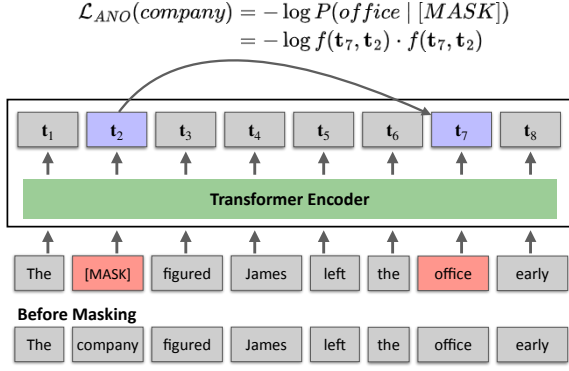 ℒ_ANO(company) = − log P(office | [MASK])
= − log f(t₇, t₂) · f(t₇, t₂)
t₁ t₂ t₃ t₄ t₅ t₆ t₇ t₈
Transformer Encoder
The [MASK] figured James left the office early
Before Masking
The company figured James left the office early